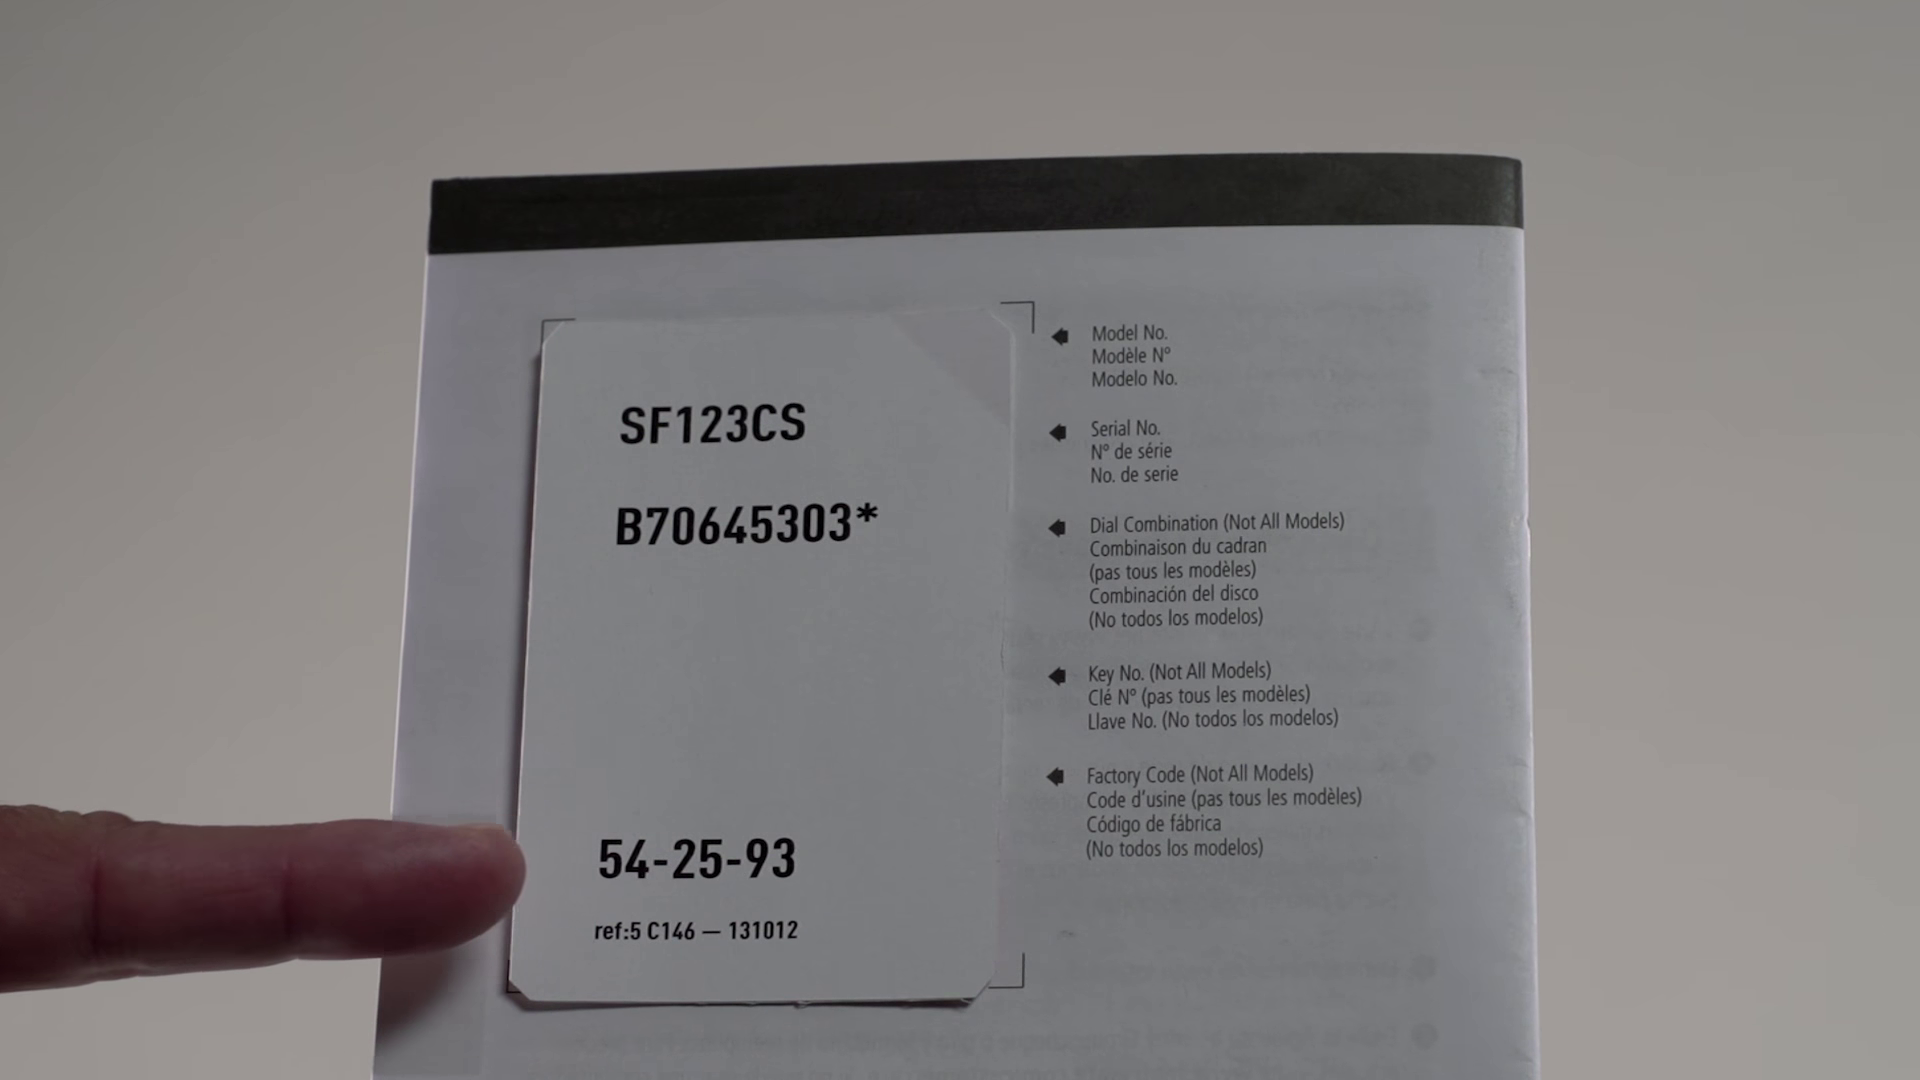 SF123CS
B70645303*
54-25-93
ref:5 C146 — 131012
Model No.
Modèle Nº
Modelo No.
Serial No.
Nº de série
No. de serie
Dial Combination (Not All Models)
Combinaison du cadran
(pas tous les modèles)
Combinación del disco
(No todos los modelos)
Key No. (Not All Models)
Clé Nº (pas tous les modèles)
Llave No. (No todos los modelos)
Factory Code (Not All Models)
Code d'usine (pas tous les modèles)
Código de fábrica
(No todos los modelos)